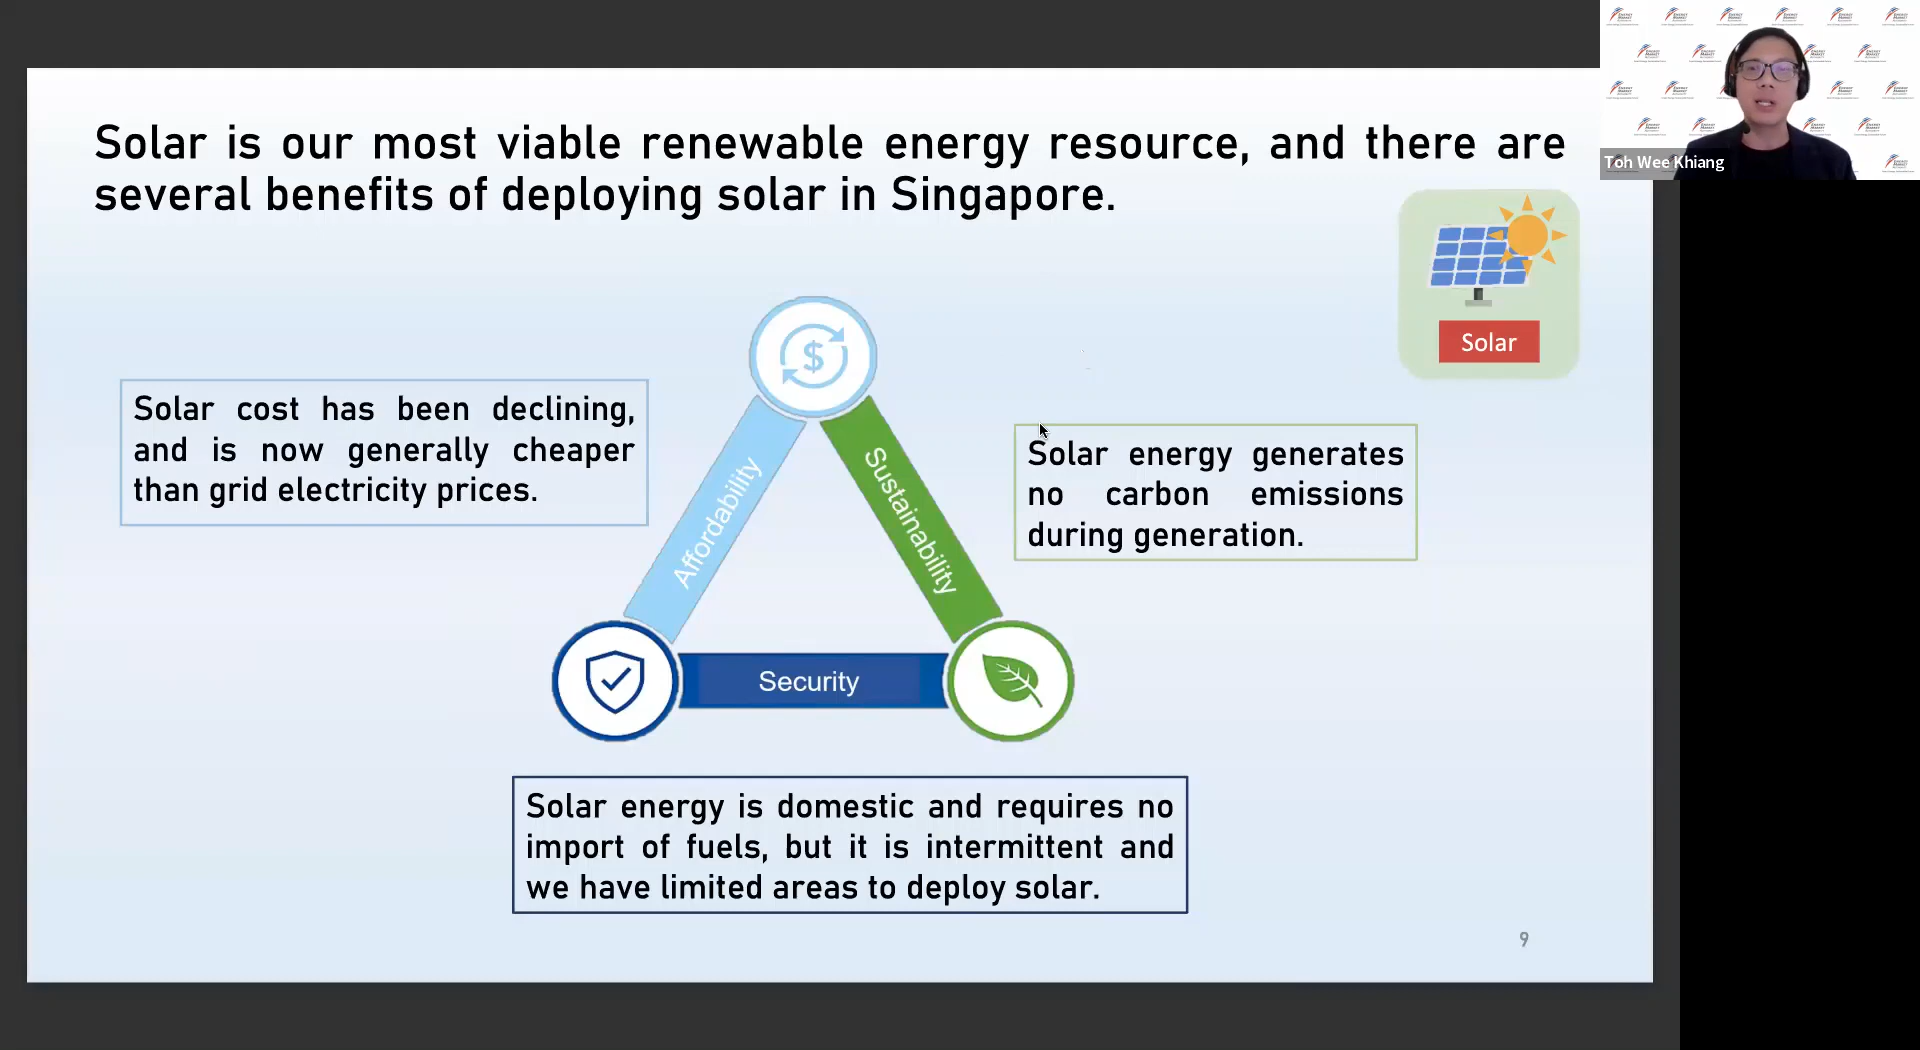 Solar is our most viable renewable energy resource, and there are
several benefits of deploying solar in Singapore.
Toh Wee Khiang
Solar
$
Solar cost has been declining,
and is now generally cheaper
than grid electricity prices.
Affordability
Sustainability
Solar energy generates
no carbon emissions
during generation.
Security
Solar energy is domestic and requires no
import of fuels, but it is intermittent and
we have limited areas to deploy solar.
9